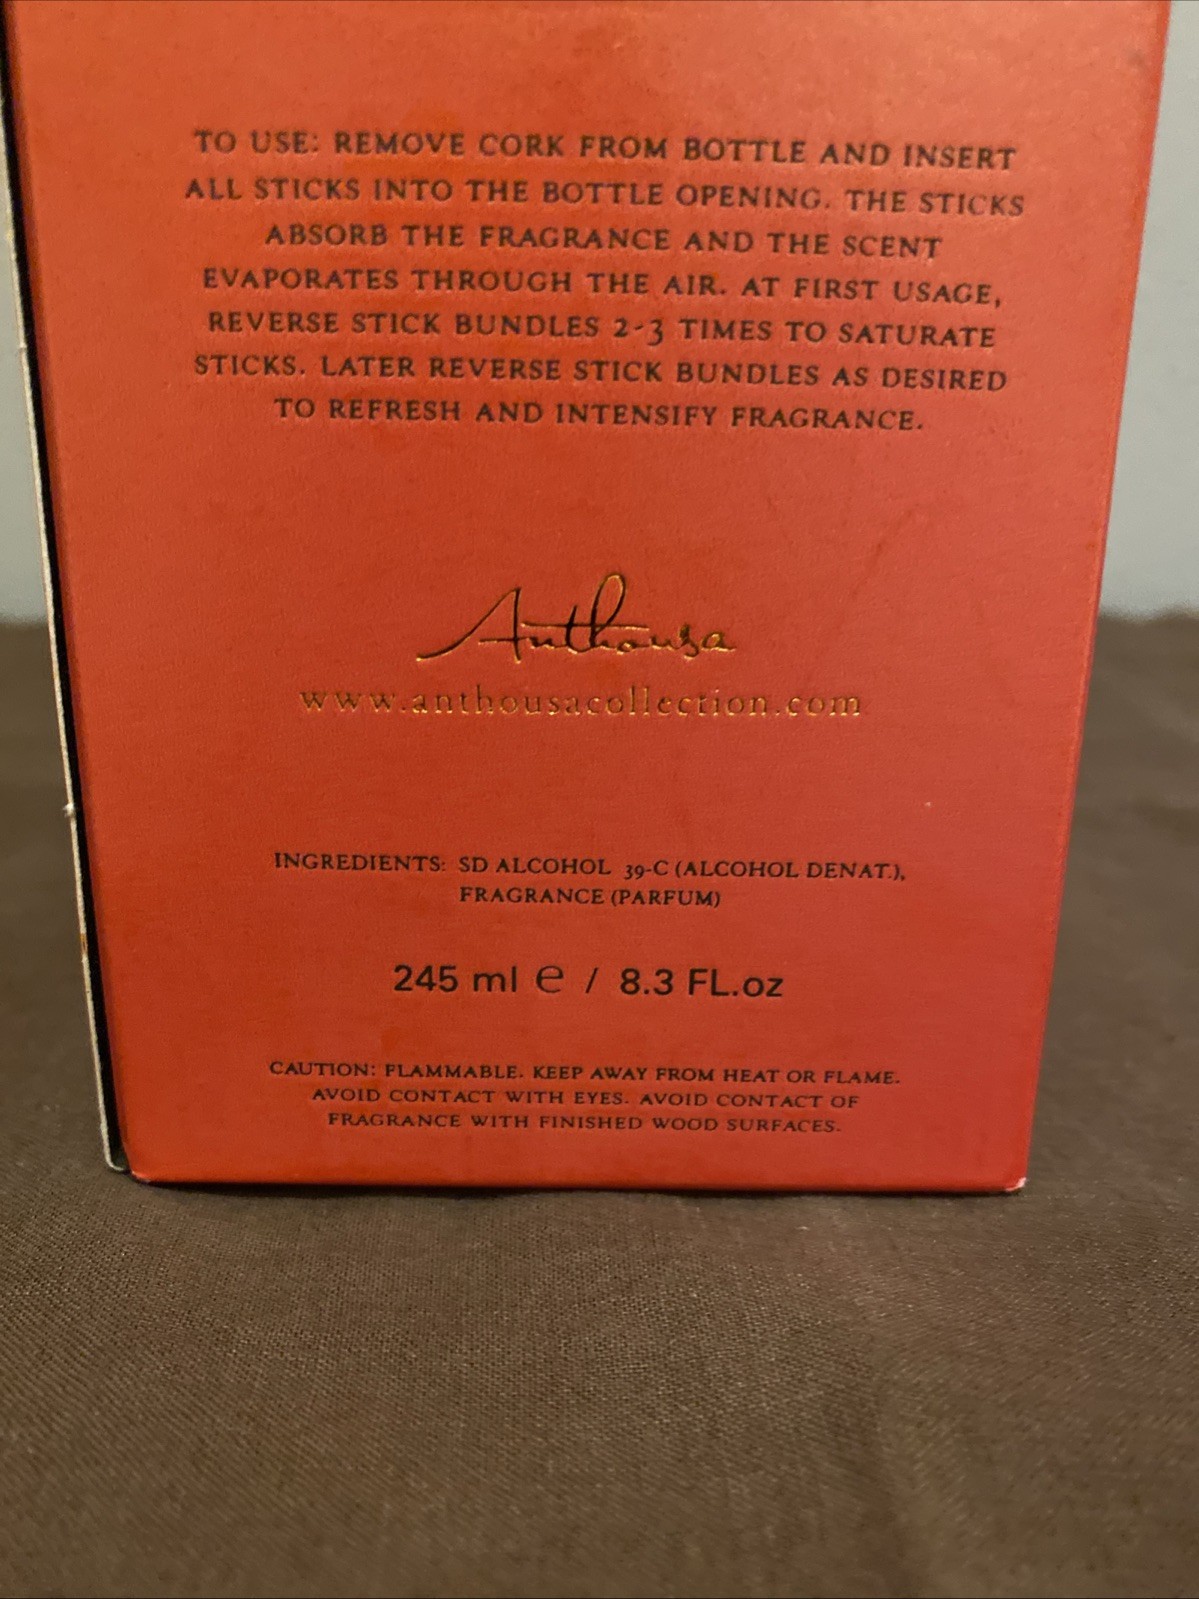 TO USE: REMOVE CORK FROM BOTTLE AND INSERT
ALL STICKS INTO THE BOTTLE OPENING. THE STICKS
ABSORB THE FRAGRANCE AND THE SCENT
EVAPORATES THROUGH THE AIR. AT FIRST USAGE,
REVERSE STICK BUNDLES 2-3 TIMES TO SATURATE
STICKS. LATER REVERSE STICK BUNDLES AS DESIRED
TO REFRESH AND INTENSIFY FRAGRANCE.
Anthousa
www.anthousacollection.com
INGREDIENTS: SD ALCOHOL 39-C (ALCOHOL DENAT.),
FRAGRANCE (PARFUM)
245 ml ℮ / 8.3 FL.oz
CAUTION: FLAMMABLE. KEEP AWAY FROM HEAT OR FLAME.
AVOID CONTACT WITH EYES. AVOID CONTACT OF
FRAGRANCE WITH FINISHED WOOD SURFACES.